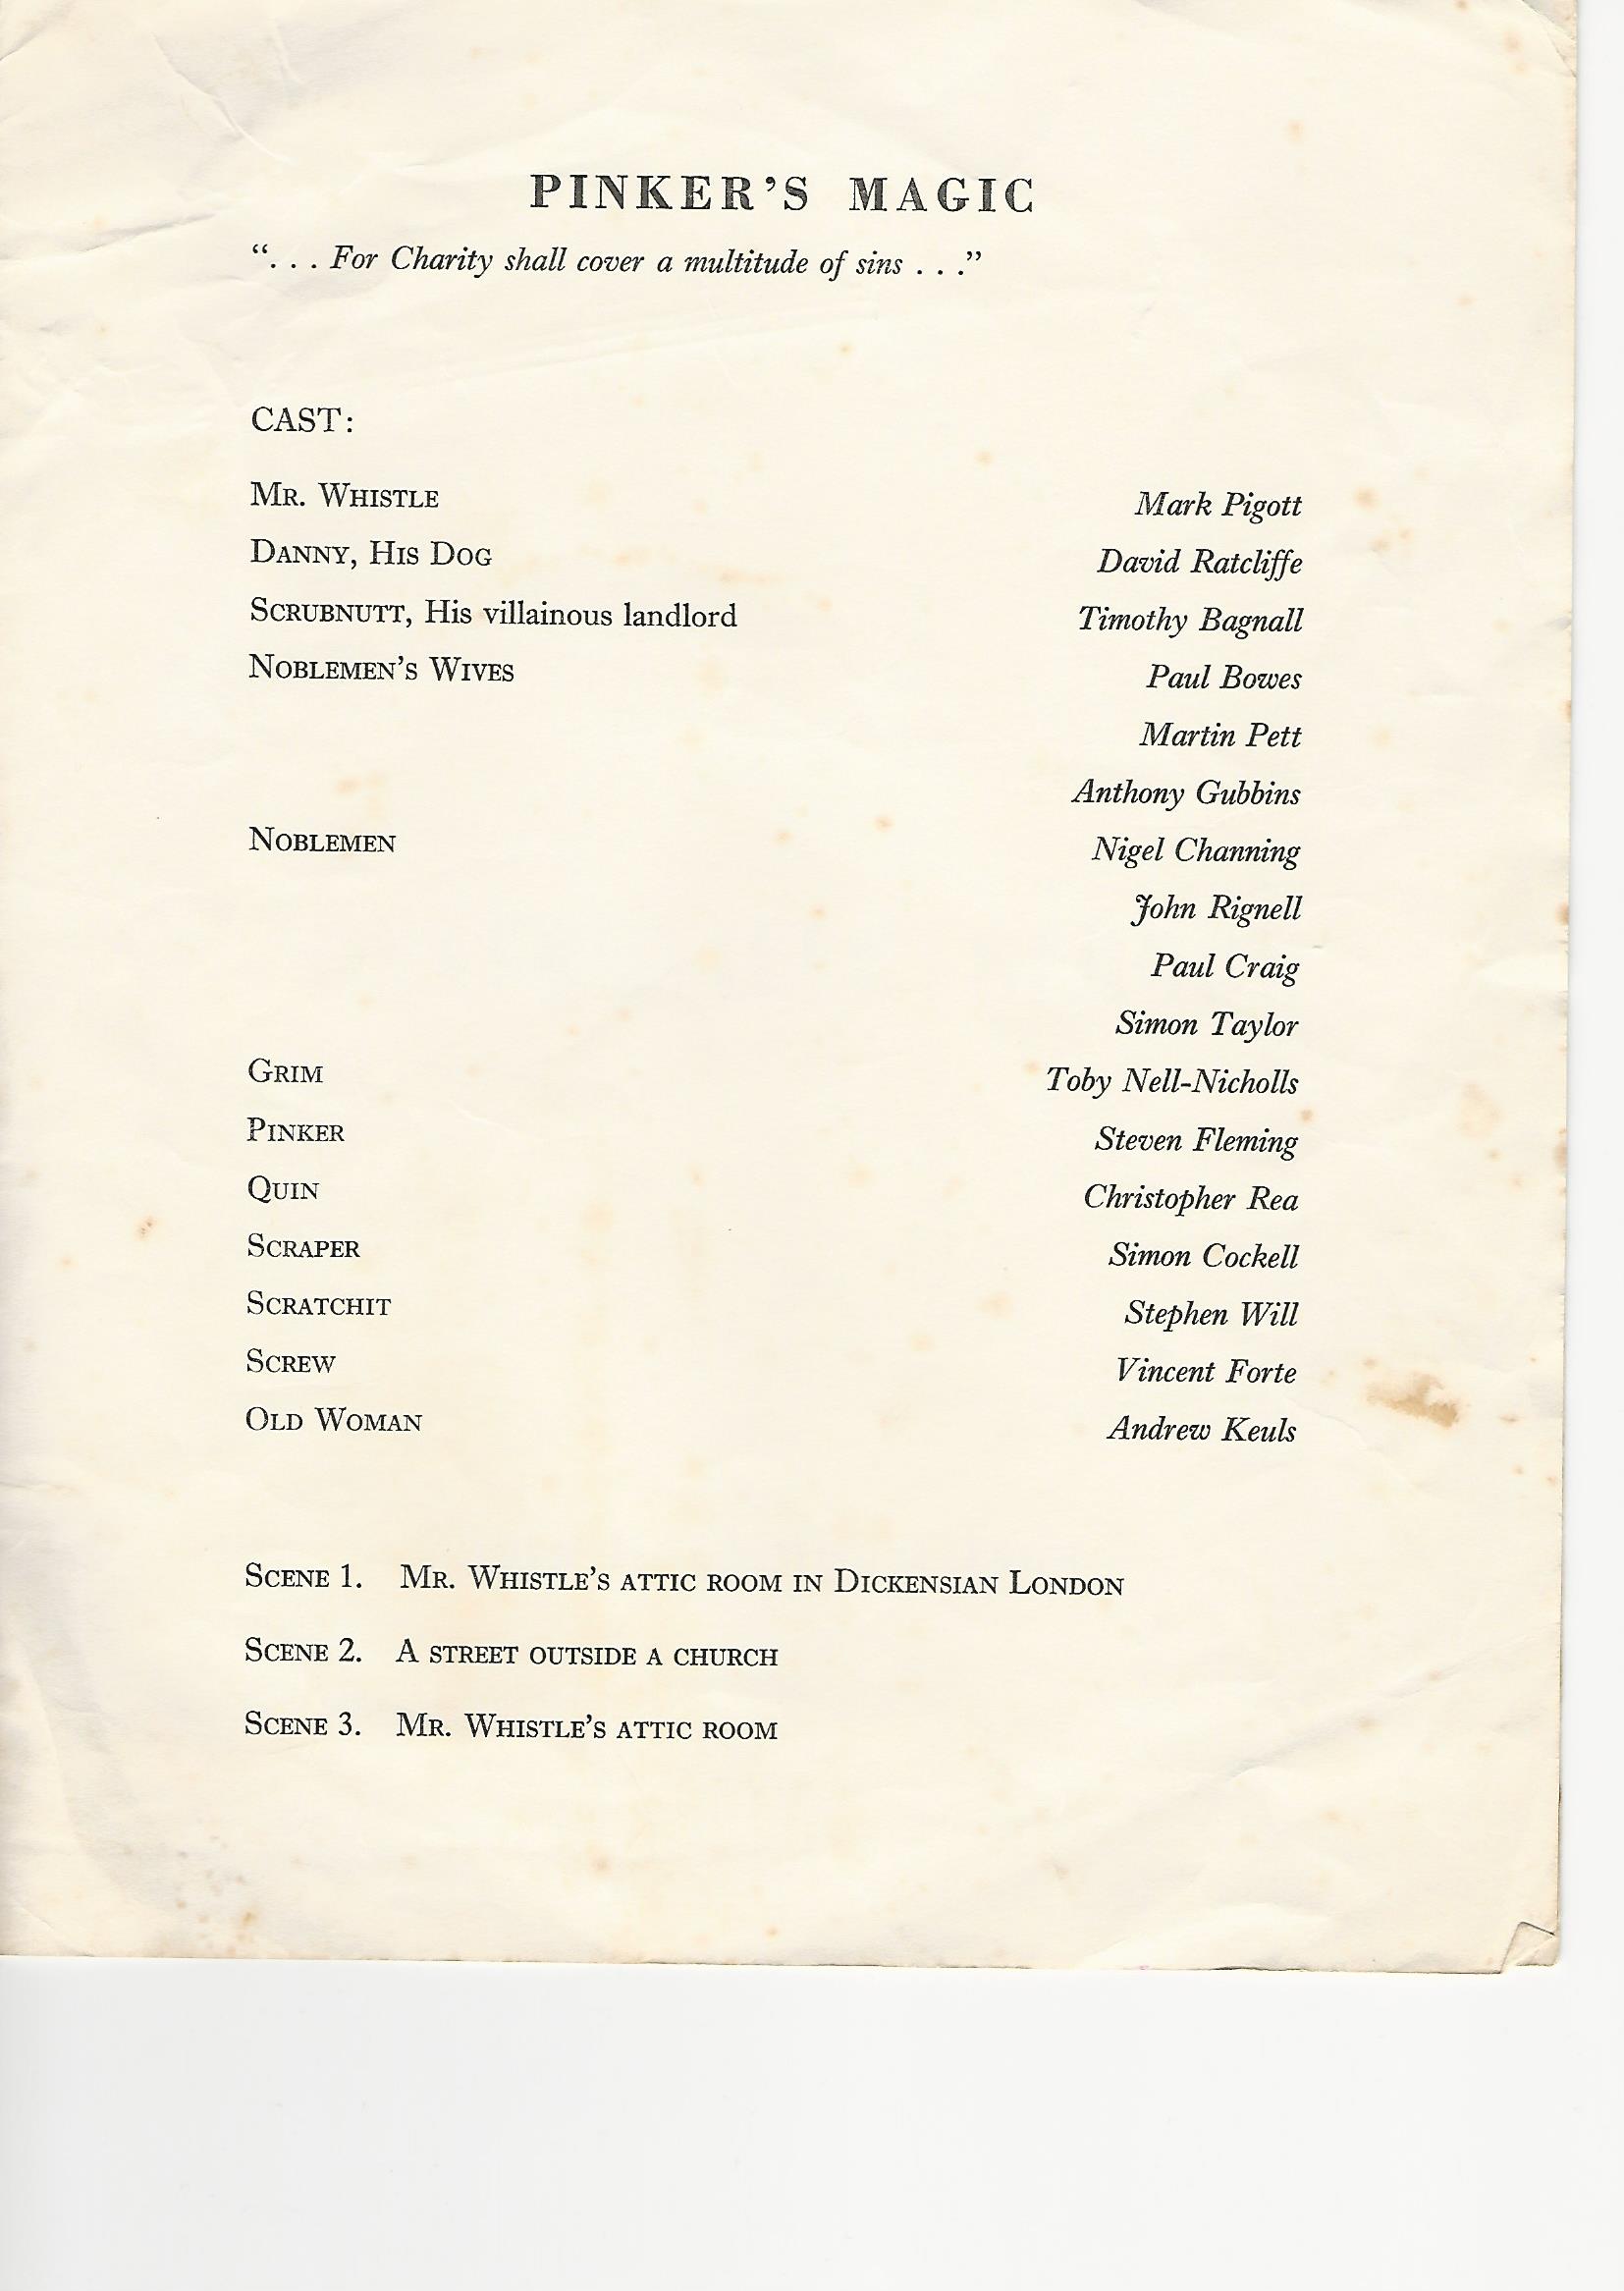 PINKER'S MAGIC
“. . . For Charity shall cover a multitude of sins . . .”
CAST:
MR. WHISTLE Mark Pigott
DANNY, HIS DOG David Ratcliffe
SCRUBNUTT, His villainous landlord Timothy Bagnall
NOBLEMEN'S WIVES Paul Bowes
Martin Pett
Anthony Gubbins
NOBLEMEN Nigel Channing
John Rignell
Paul Craig
Simon Taylor
GRIM Toby Nell-Nicholls
PINKER Steven Fleming
QUIN Christopher Rea
SCRAPER Simon Cockell
SCRATCHIT Stephen Will
SCREW Vincent Forte
OLD WOMAN Andrew Keuls
SCENE 1. MR. WHISTLE'S ATTIC ROOM IN DICKENSIAN LONDON
SCENE 2. A STREET OUTSIDE A CHURCH
SCENE 3. MR. WHISTLE'S ATTIC ROOM